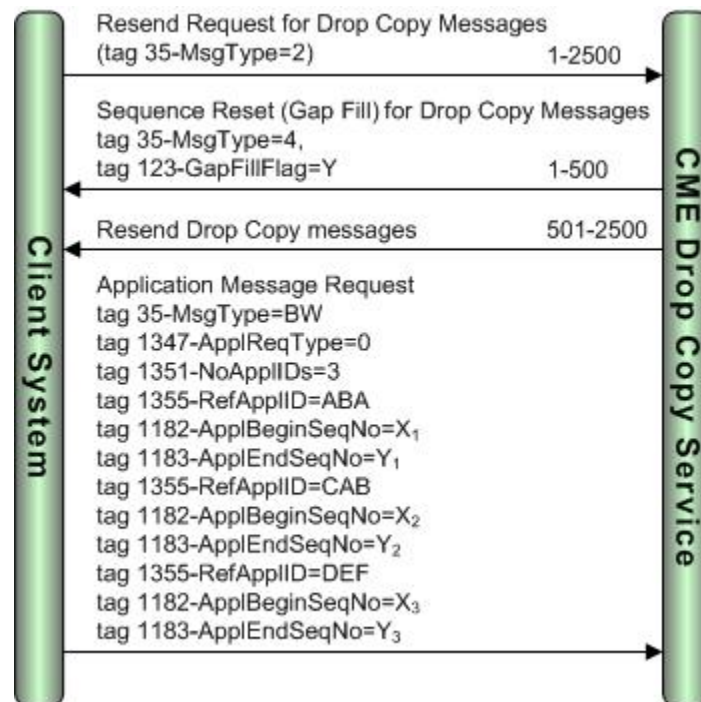 Resend Request for Drop Copy Messages
(tag 35-MsgType=2) 1-2500
Sequence Reset (Gap Fill) for Drop Copy Messages
tag 35-MsgType=4,
tag 123-GapFillFlag=Y 1-500
Resend Drop Copy messages 501-2500
Application Message Request
tag 35-MsgType=BW
tag 1347-ApplReqType=0
tag 1351-NoApplIDs=3
tag 1355-RefApplID=ABA
tag 1182-ApplBeginSeqNo=X₁
tag 1183-ApplEndSeqNo=Y₁
tag 1355-RefApplID=CAB
tag 1182-ApplBeginSeqNo=X₂
tag 1183-ApplEndSeqNo=Y₂
tag 1355-RefApplID=DEF
tag 1182-ApplBeginSeqNo=X₃
tag 1183-ApplEndSeqNo=Y₃
Client System
CME Drop Copy Service